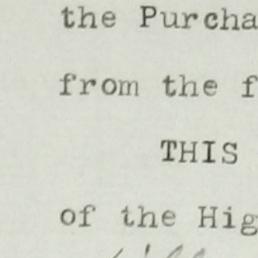 the Purcha
from the f
THIS
of the Hig